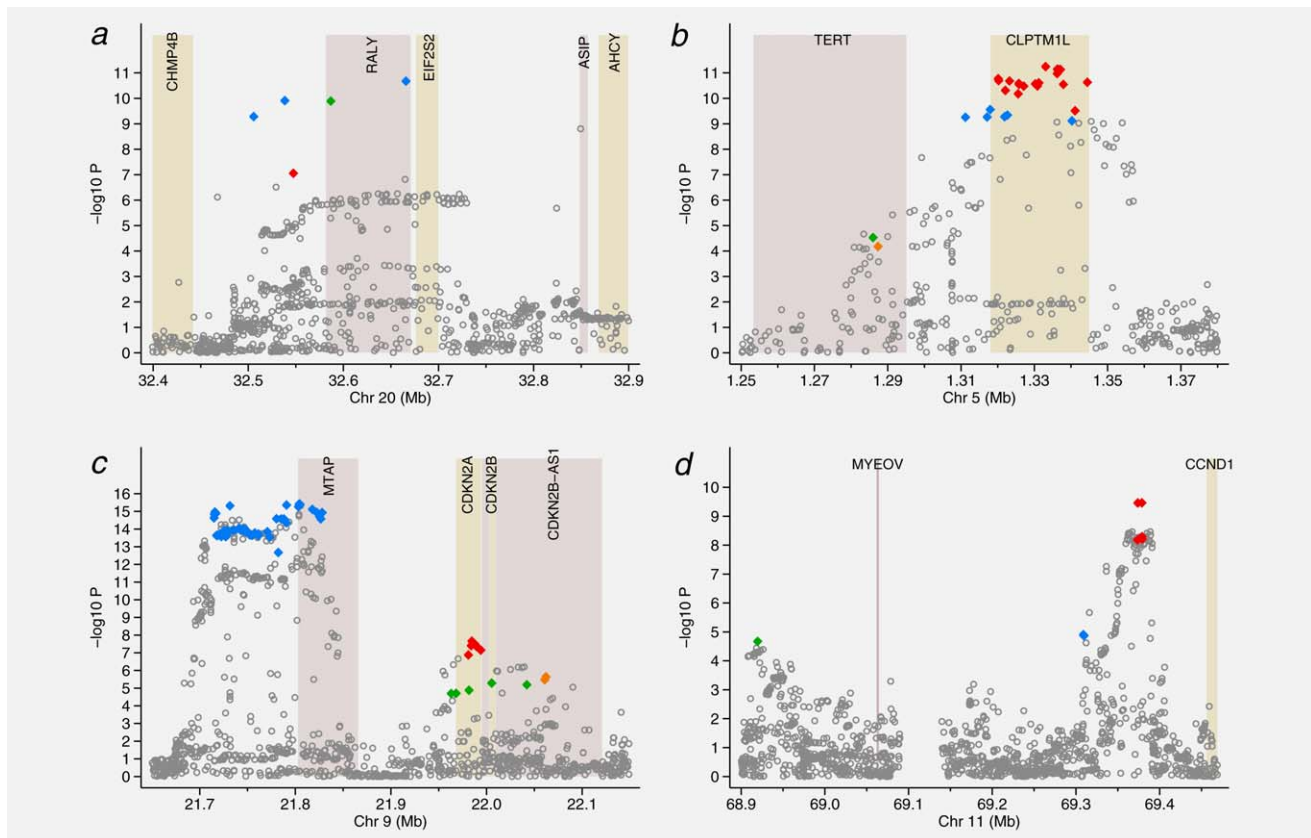 a
CHMP4B
RALY
EIF2S2
ASIP
AHCY
−log10 P
11
10
9
8
7
6
5
4
3
2
1
0
32.4 32.5 32.6 32.7 32.8 32.9
Chr 20 (Mb)
b
TERT
CLPTM1L
−log10 P
11
10
9
8
7
6
5
4
3
2
1
0
1.25 1.27 1.29 1.31 1.33 1.35 1.37
Chr 5 (Mb)
c
MTAP
CDKN2A
CDKN2B
CDKN2B−AS1
−log10 P
16
15
14
13
12
11
10
9
8
7
6
5
4
3
2
1
0
21.7 21.8 21.9 22.0 22.1
Chr 9 (Mb)
d
MYEOV
CCND1
−log10 P
10
9
8
7
6
5
4
3
2
1
0
68.9 69.0 69.1 69.2 69.3 69.4
Chr 11 (Mb)